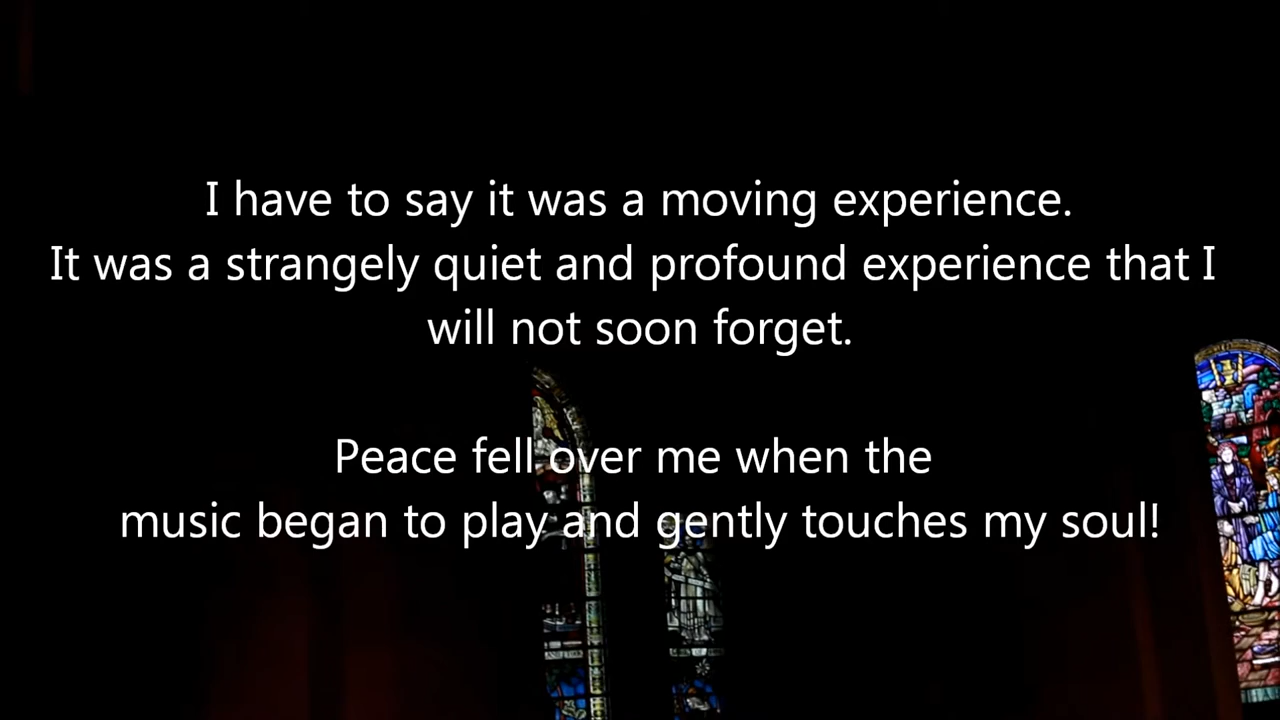 I have to say it was a moving experience.
It was a strangely quiet and profound experience that I
will not soon forget.
Peace fell over me when the
music began to play and gently touches my soul!